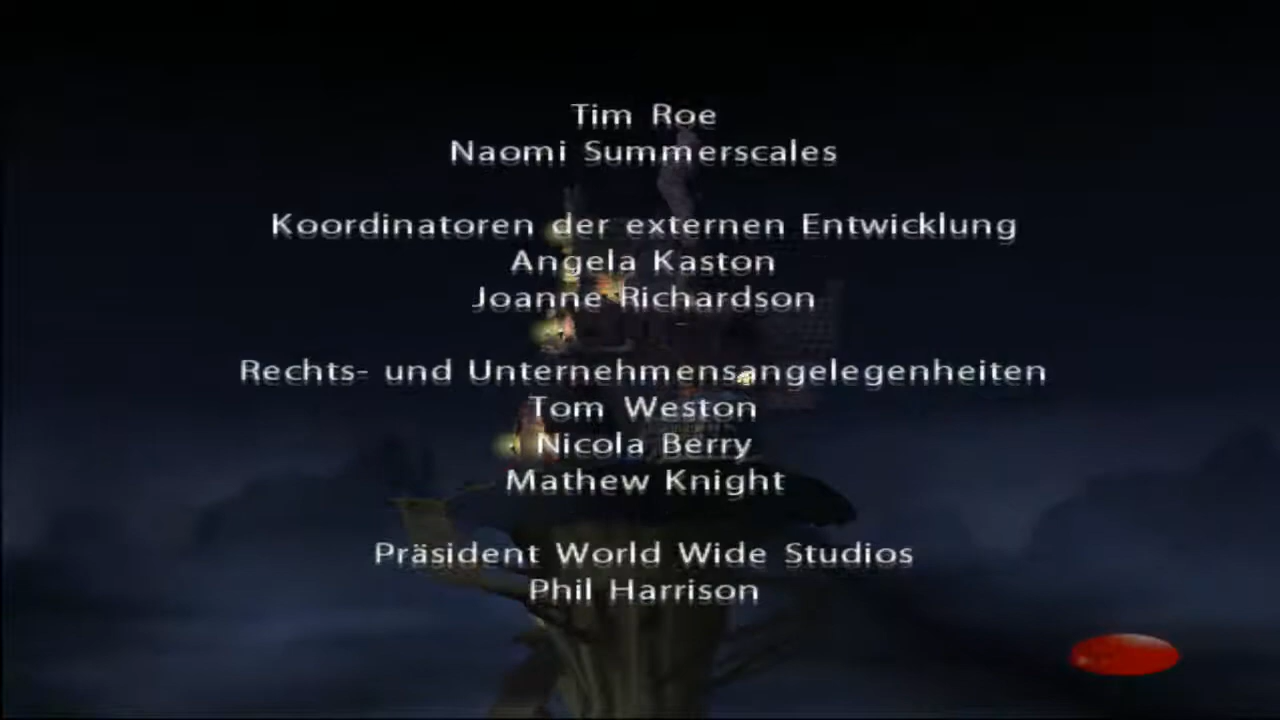 Tim Roe
Naomi Summerscales
Koordinatoren der externen Entwicklung
Angela Kaston
Joanne Richardson
Rechts- und Unternehmensangelegenheiten
Tom Weston
Nicola Berry
Mathew Knight
Präsident World Wide Studios
Phil Harrison